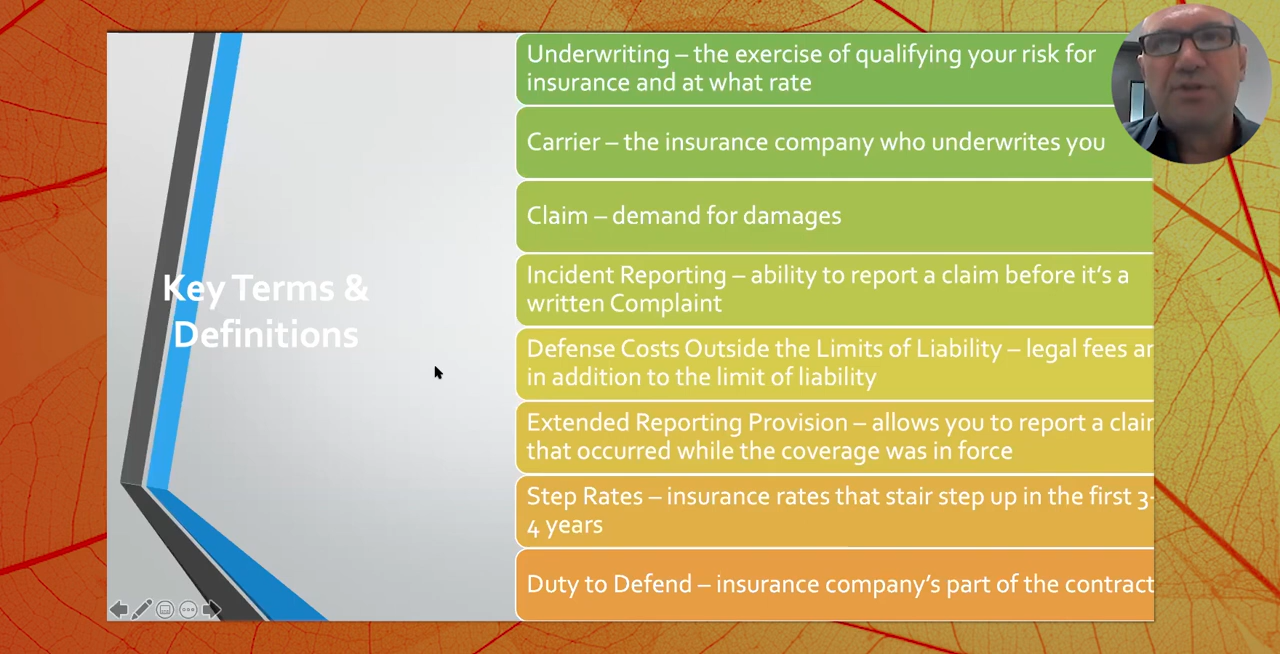 Key Terms &
Definitions
Underwriting – the exercise of qualifying your risk for
insurance and at what rate
Carrier – the insurance company who underwrites you
Claim – demand for damages
Incident Reporting – ability to report a claim before it’s a
written Complaint
Defense Costs Outside the Limits of Liability – legal fees
in addition to the limit of liability
Extended Reporting Provision – allows you to report a
that occurred while the coverage was in force
Step Rates – insurance rates that stair step up in the first 3-
4 years
Duty to Defend – insurance company’s part of the contract